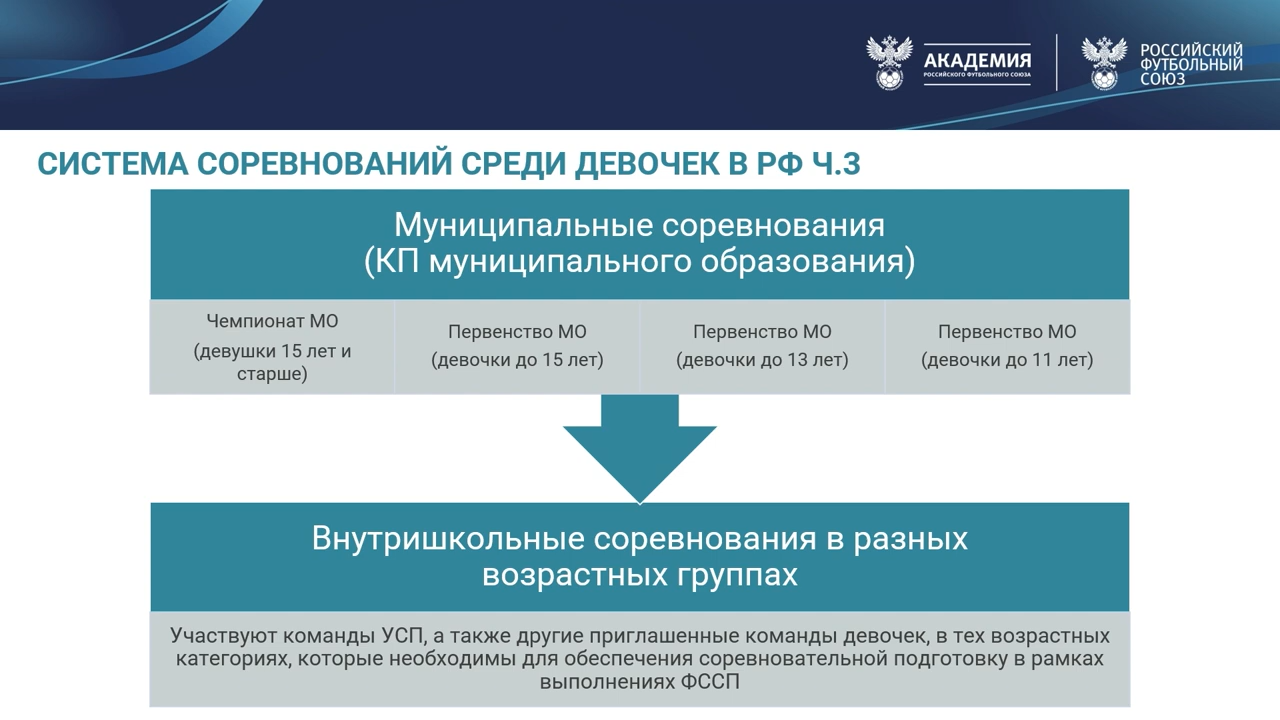 АКАДЕМИЯ
РОССИЙСКОГО ФУТБОЛЬНОГО СОЮЗА
РОССИЙСКИЙ
ФУТБОЛЬНЫЙ
СОЮЗ
СИСТЕМА СОРЕВНОВАНИЙ СРЕДИ ДЕВОЧЕК В РФ Ч.3
Муниципальные соревнования
(КП муниципального образования)
Чемпионат МО
(девушки 15 лет и
старше)
Первенство МО
(девочки до 15 лет)
Первенство МО
(девочки до 13 лет)
Первенство МО
(девочки до 11 лет)
Внутришкольные соревнования в разных
возрастных группах
Участвуют команды УСП, а также другие приглашенные команды девочек, в тех возрастных
категориях, которые необходимы для обеспечения соревновательной подготовку в рамках
выполнениях ФССП